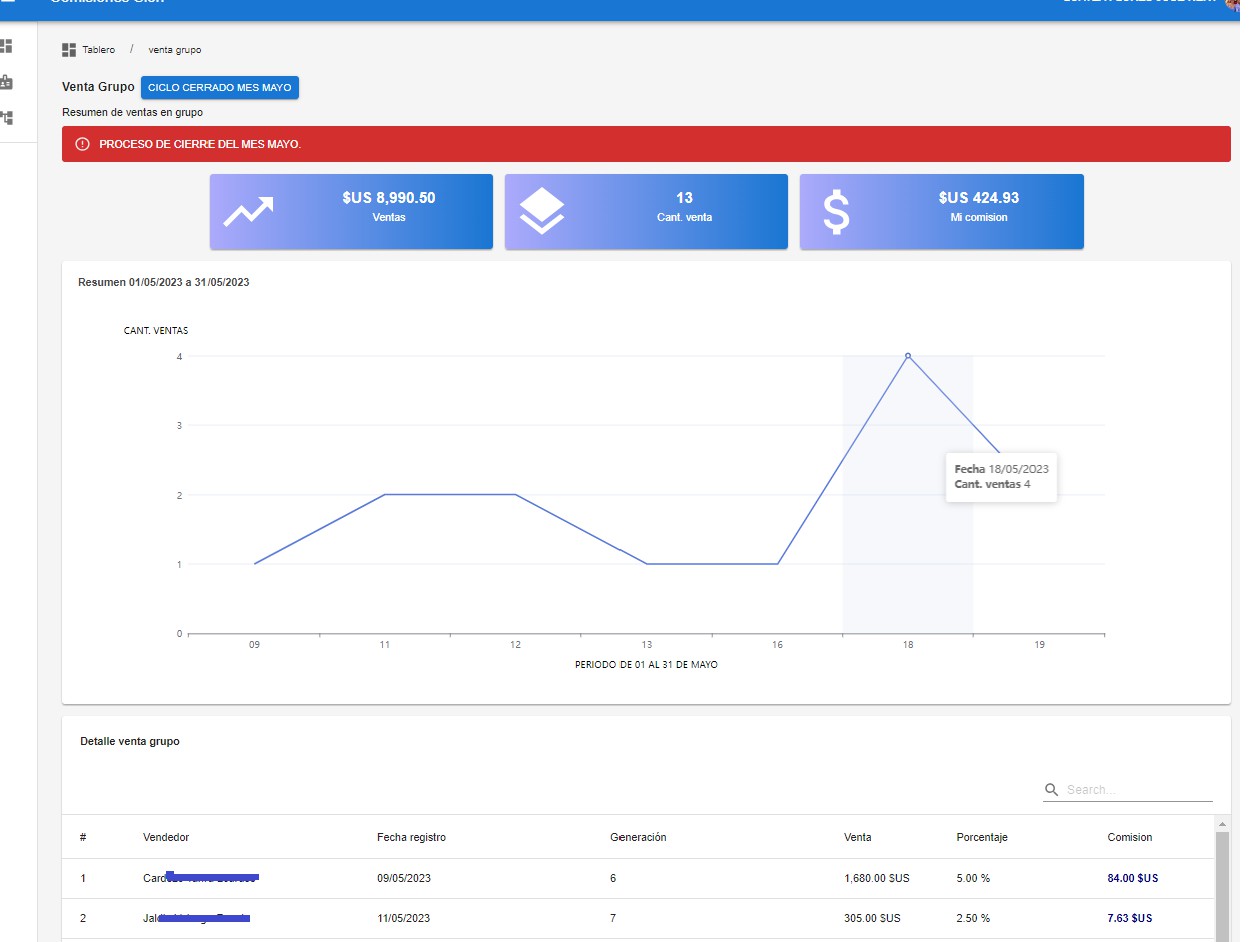 Tablero / venta grupo
Venta Grupo CICLO CERRADO MES MAYO
Resumen de ventas en grupo
PROCESO DE CIERRE DEL MES MAYO.
$US 8,990.50
Ventas
13
Cant. venta
$US 424.93
Mi comision
Resumen 01/05/2023 a 31/05/2023
CANT. VENTAS
4
3
2
1
0
Fecha 18/05/2023
Cant. ventas 4
09 11 12 13 16 18 19
PERIODO DE 01 AL 31 DE MAYO
Detalle venta grupo
Search...
# Vendedor Fecha registro Generación Venta Porcentaje Comision
1 09/05/2023 6 1,680.00 $US 5.00 % 84.00 $US
2 11/05/2023 7 305.00 $US 2.50 % 7.63 $US